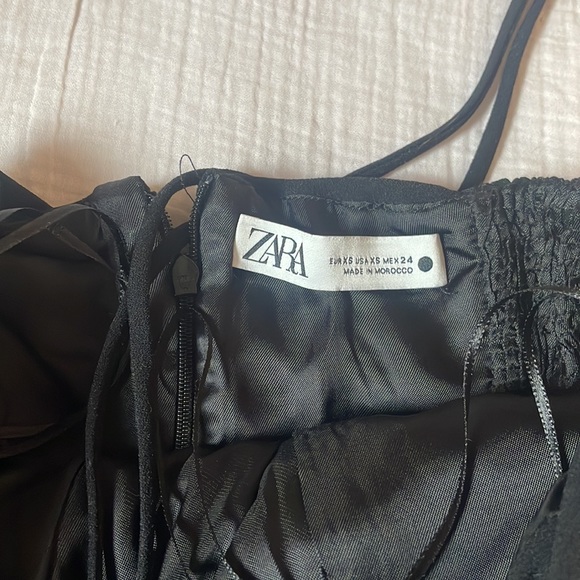 ZARA
EUR XS USA XS MEX 24
MADE IN MOROCCO